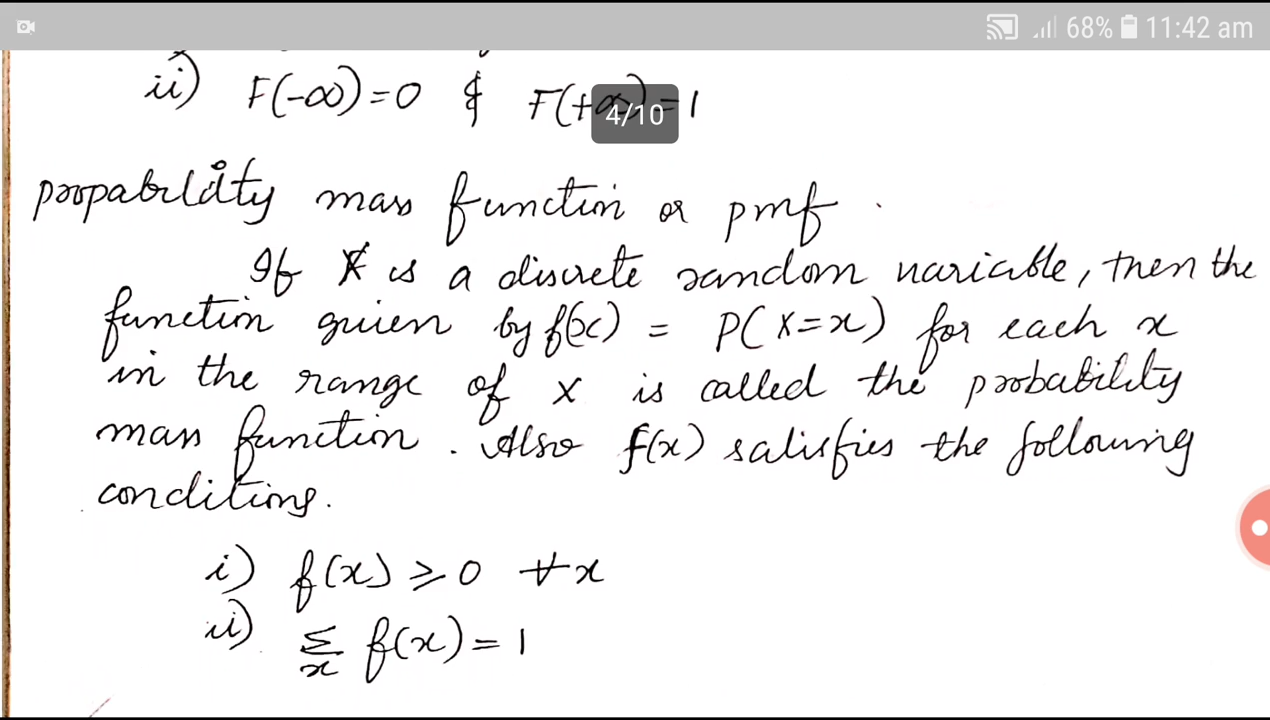 68% 11:42 am
ii) F(-∞)=0 & F(+∞)=1
4/10
propability mass function or pmf.
If X is a discrete random variable, then the
function given by f(x) = P(X=x) for each x
in the range of X is called the probability
mass function. Also f(x) satisfies the following
conditions.
i) f(x) ≥ 0 ∀x
ii) Σ f(x) = 1
x